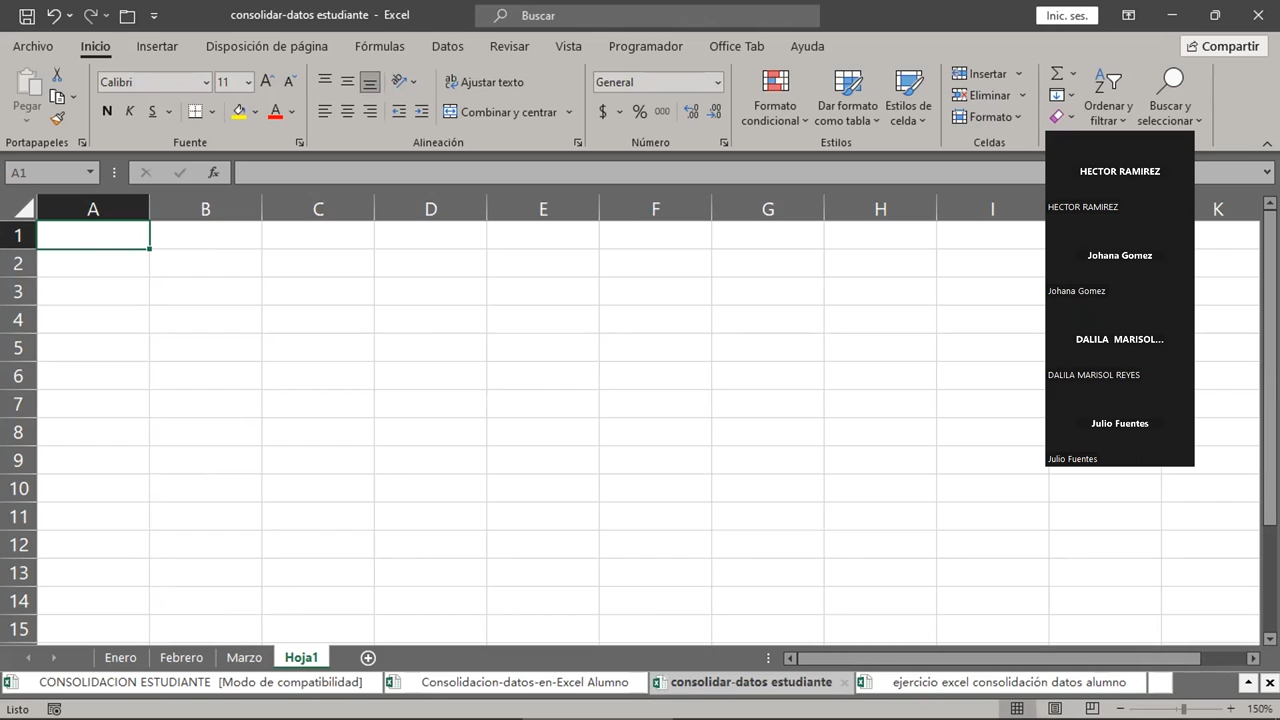 consolidar-datos estudiante - Excel
Buscar
Inic. ses.
Archivo Inicio Insertar Disposición de página Fórmulas Datos Revisar Vista Programador Office Tab Ayuda
Compartir
Pegar
Portapapeles
Calibri 11
N K S
Fuente
Ajustar texto
Combinar y centrar
Alineación
General
$ % 000
Número
Formato condicional
Dar formato como tabla
Estilos de celda
Estilos
Insertar
Eliminar
Formato
Celdas
Ordenar y filtrar
Buscar y seleccionar
A1
HECTOR RAMIREZ
HECTOR RAMIREZ
Johana Gomez
Johana Gomez
DALILA MARISOL...
DALILA MARISOL REYES
Julio Fuentes
Julio Fuentes
A B C D E F G H I K
1
2
3
4
5
6
7
8
9
10
11
12
13
14
15
Enero Febrero Marzo Hoja1
CONSOLIDACION ESTUDIANTE [Modo de compatibilidad]
Consolidacion-datos-en-Excel Alumno
consolidar-datos estudiante
ejercicio excel consolidación datos alumno
Listo
150%